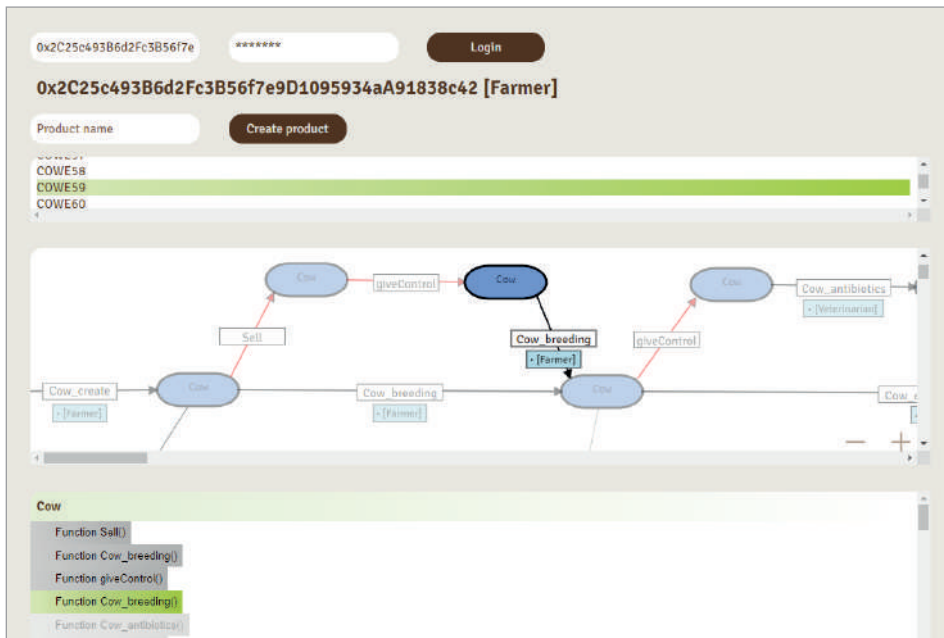 0x2C25c493B6d2Fc3B56f7e
*******
Login
0x2C25c493B6d2Fc3B56f7e9D1095934aA91838c42 [Farmer]
Product name
Create product
COWE58
COWE59
COWE60
Cow
giveControl
Cow
Cow
Cow_antibiotics
• [Veterinarian]
Sell
Cow_breeding
• [Farmer]
giveControl
Cow_create
• [Farmer]
Cow
Cow_breeding
• [Farmer]
Cow
Cow
Function Sell()
Function Cow_breeding()
Function giveControl()
Function Cow_breeding()
Function Cow_antibiotics()